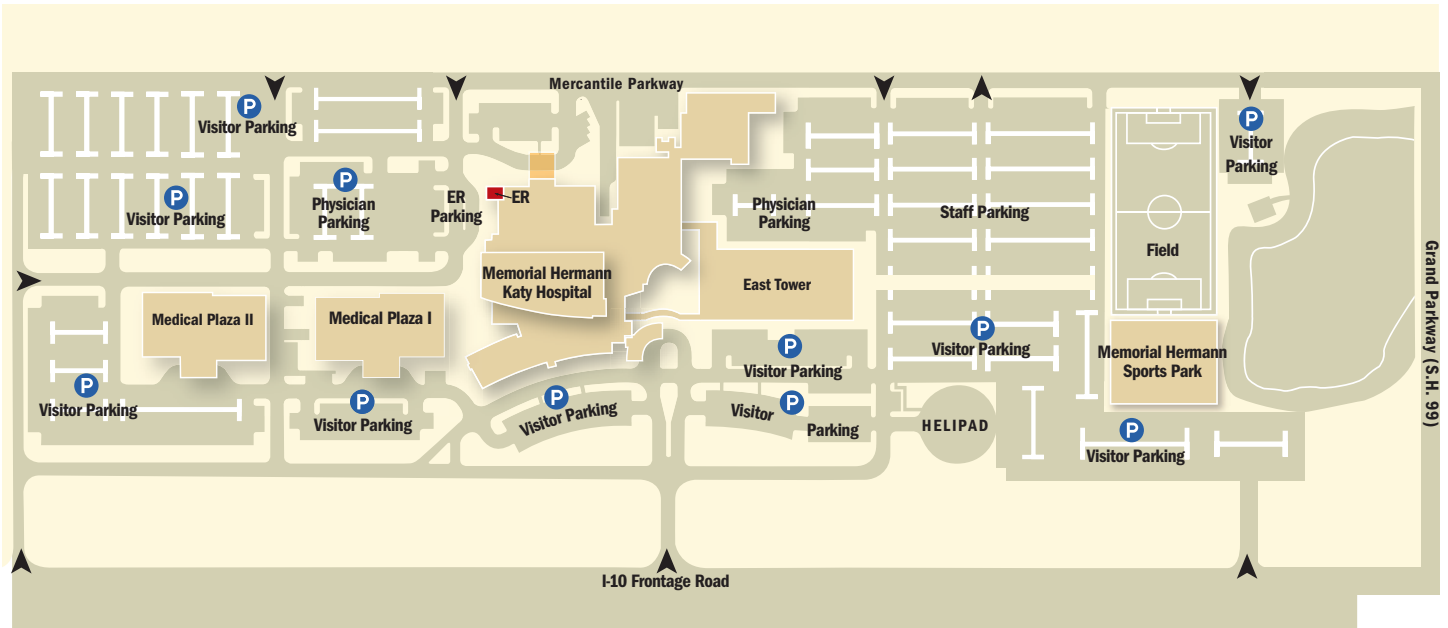 Mercantile Parkway
P
Visitor Parking
P
Visitor Parking
P
Physician
Parking
ER
Parking
ER
Physician
Parking
Staff Parking
P
Visitor
Parking
Field
Grand Parkway (S.H. 99)
Memorial Hermann
Katy Hospital
East Tower
Medical Plaza II
Medical Plaza I
P
Visitor Parking
P
Visitor Parking
Memorial Hermann
Sports Park
P
Visitor Parking
P
Visitor Parking
P
Visitor Parking
P
Visitor
Parking
HELIPAD
P
Visitor Parking
I-10 Frontage Road